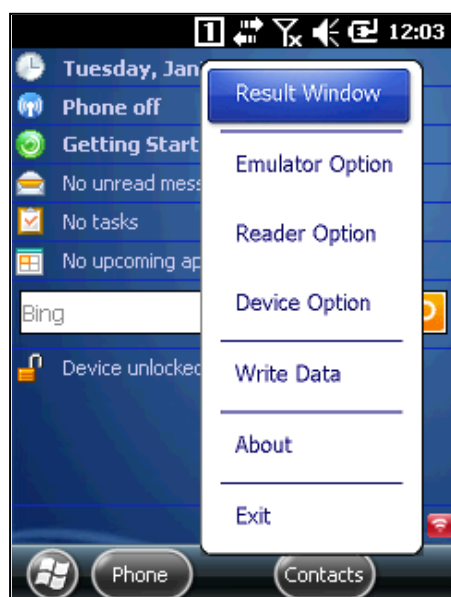 1 12:03
Tuesday, Jan
Phone off
Getting Start
No unread mess
No tasks
No upcoming ap
Bing
Device unlocked
Result Window
Emulator Option
Reader Option
Device Option
Write Data
About
Exit
Phone Contacts